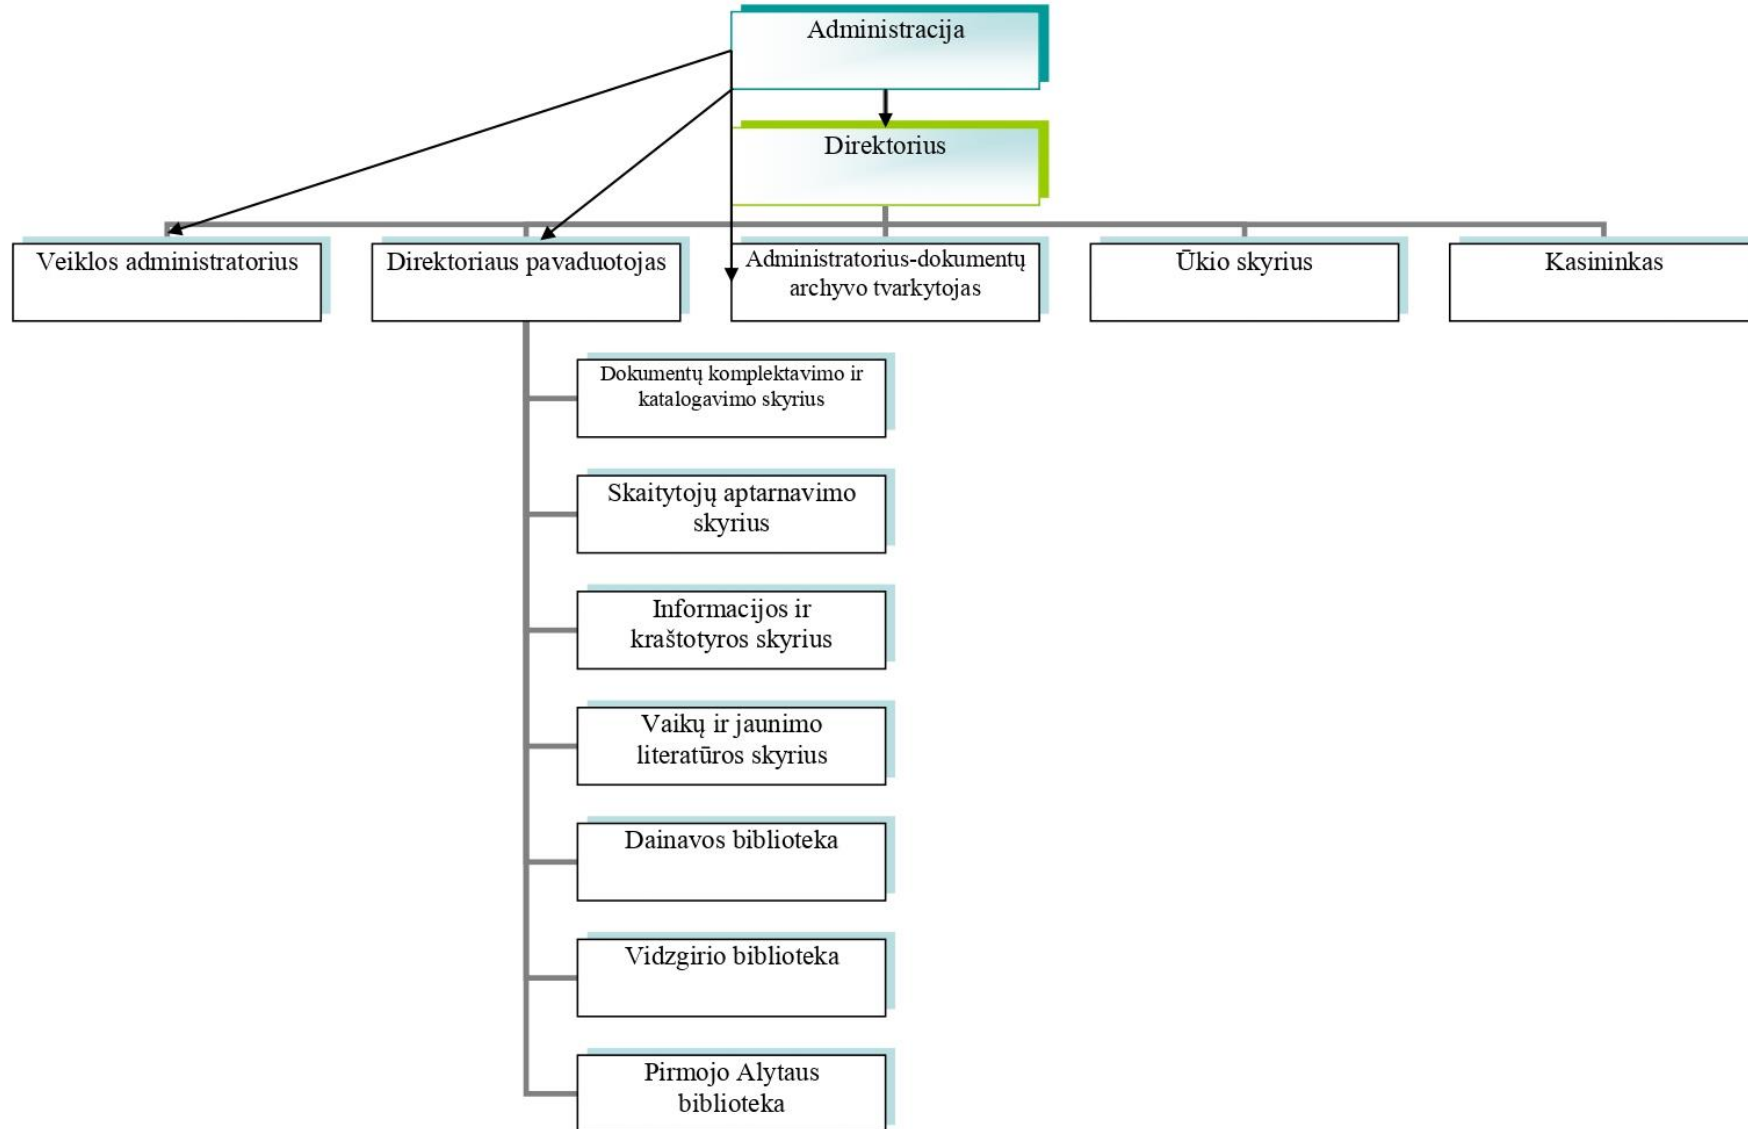 Administracija
Direktorius
Veiklos administratorius
Direktoriaus pavaduotojas
Administratorius-dokumentų
archyvo tvarkytojas
Ūkio skyrius
Kasininkas
Dokumentų komplektavimo ir
katalogavimo skyrius
Skaitytojų aptarnavimo
skyrius
Informacijos ir
kraštotyros skyrius
Vaikų ir jaunimo
literatūros skyrius
Dainavos biblioteka
Vidzgirio biblioteka
Pirmojo Alytaus
biblioteka